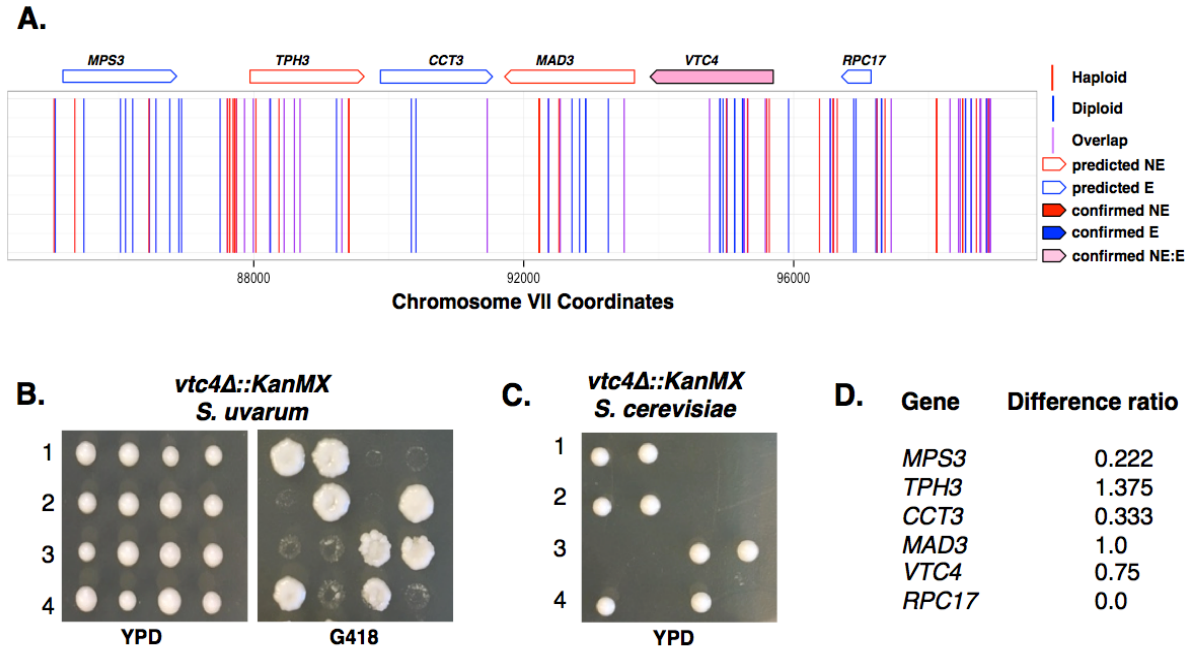 A.
MPS3 TPH3 CCT3 MAD3 VTC4 RPC17
Haploid
Diploid
Overlap
predicted NE
predicted E
confirmed NE
confirmed E
confirmed NE:E
88000 92000 96000
Chromosome VII Coordinates
B.
vtc4Δ::KanMX
S. uvarum
1
2
3
4
YPD G418
C.
vtc4Δ::KanMX
S. cerevisiae
1
2
3
4
YPD
D.
Gene Difference ratio
MPS3 0.222
TPH3 1.375
CCT3 0.333
MAD3 1.0
VTC4 0.75
RPC17 0.0